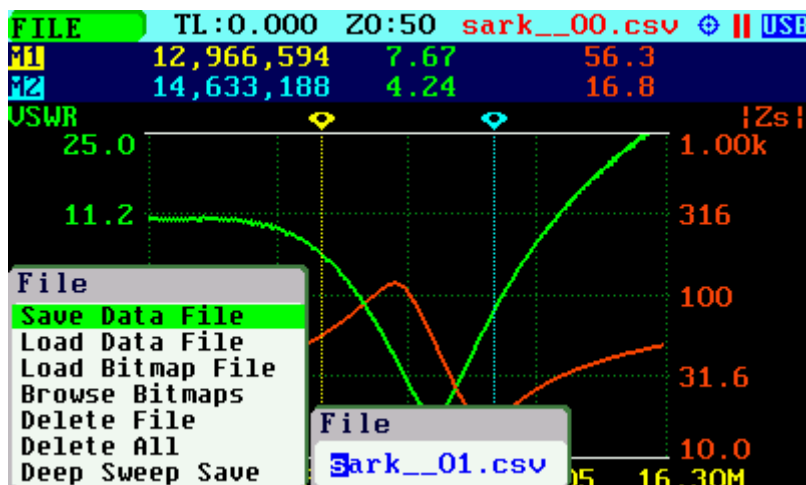 FILE TL:0.000 Z0:50 sark__00.csv USB
M1 12,966,594 7.67 56.3
M2 14,633,188 4.24 16.8
VSWR |Zs|
25.0 1.00k
11.2 316
File
100
Save Data File
Load Data File
Load Bitmap File
31.6
Browse Bitmaps
Delete File
File
Delete All
10.0
Deep Sweep Save
sark__01.csv
16.30M